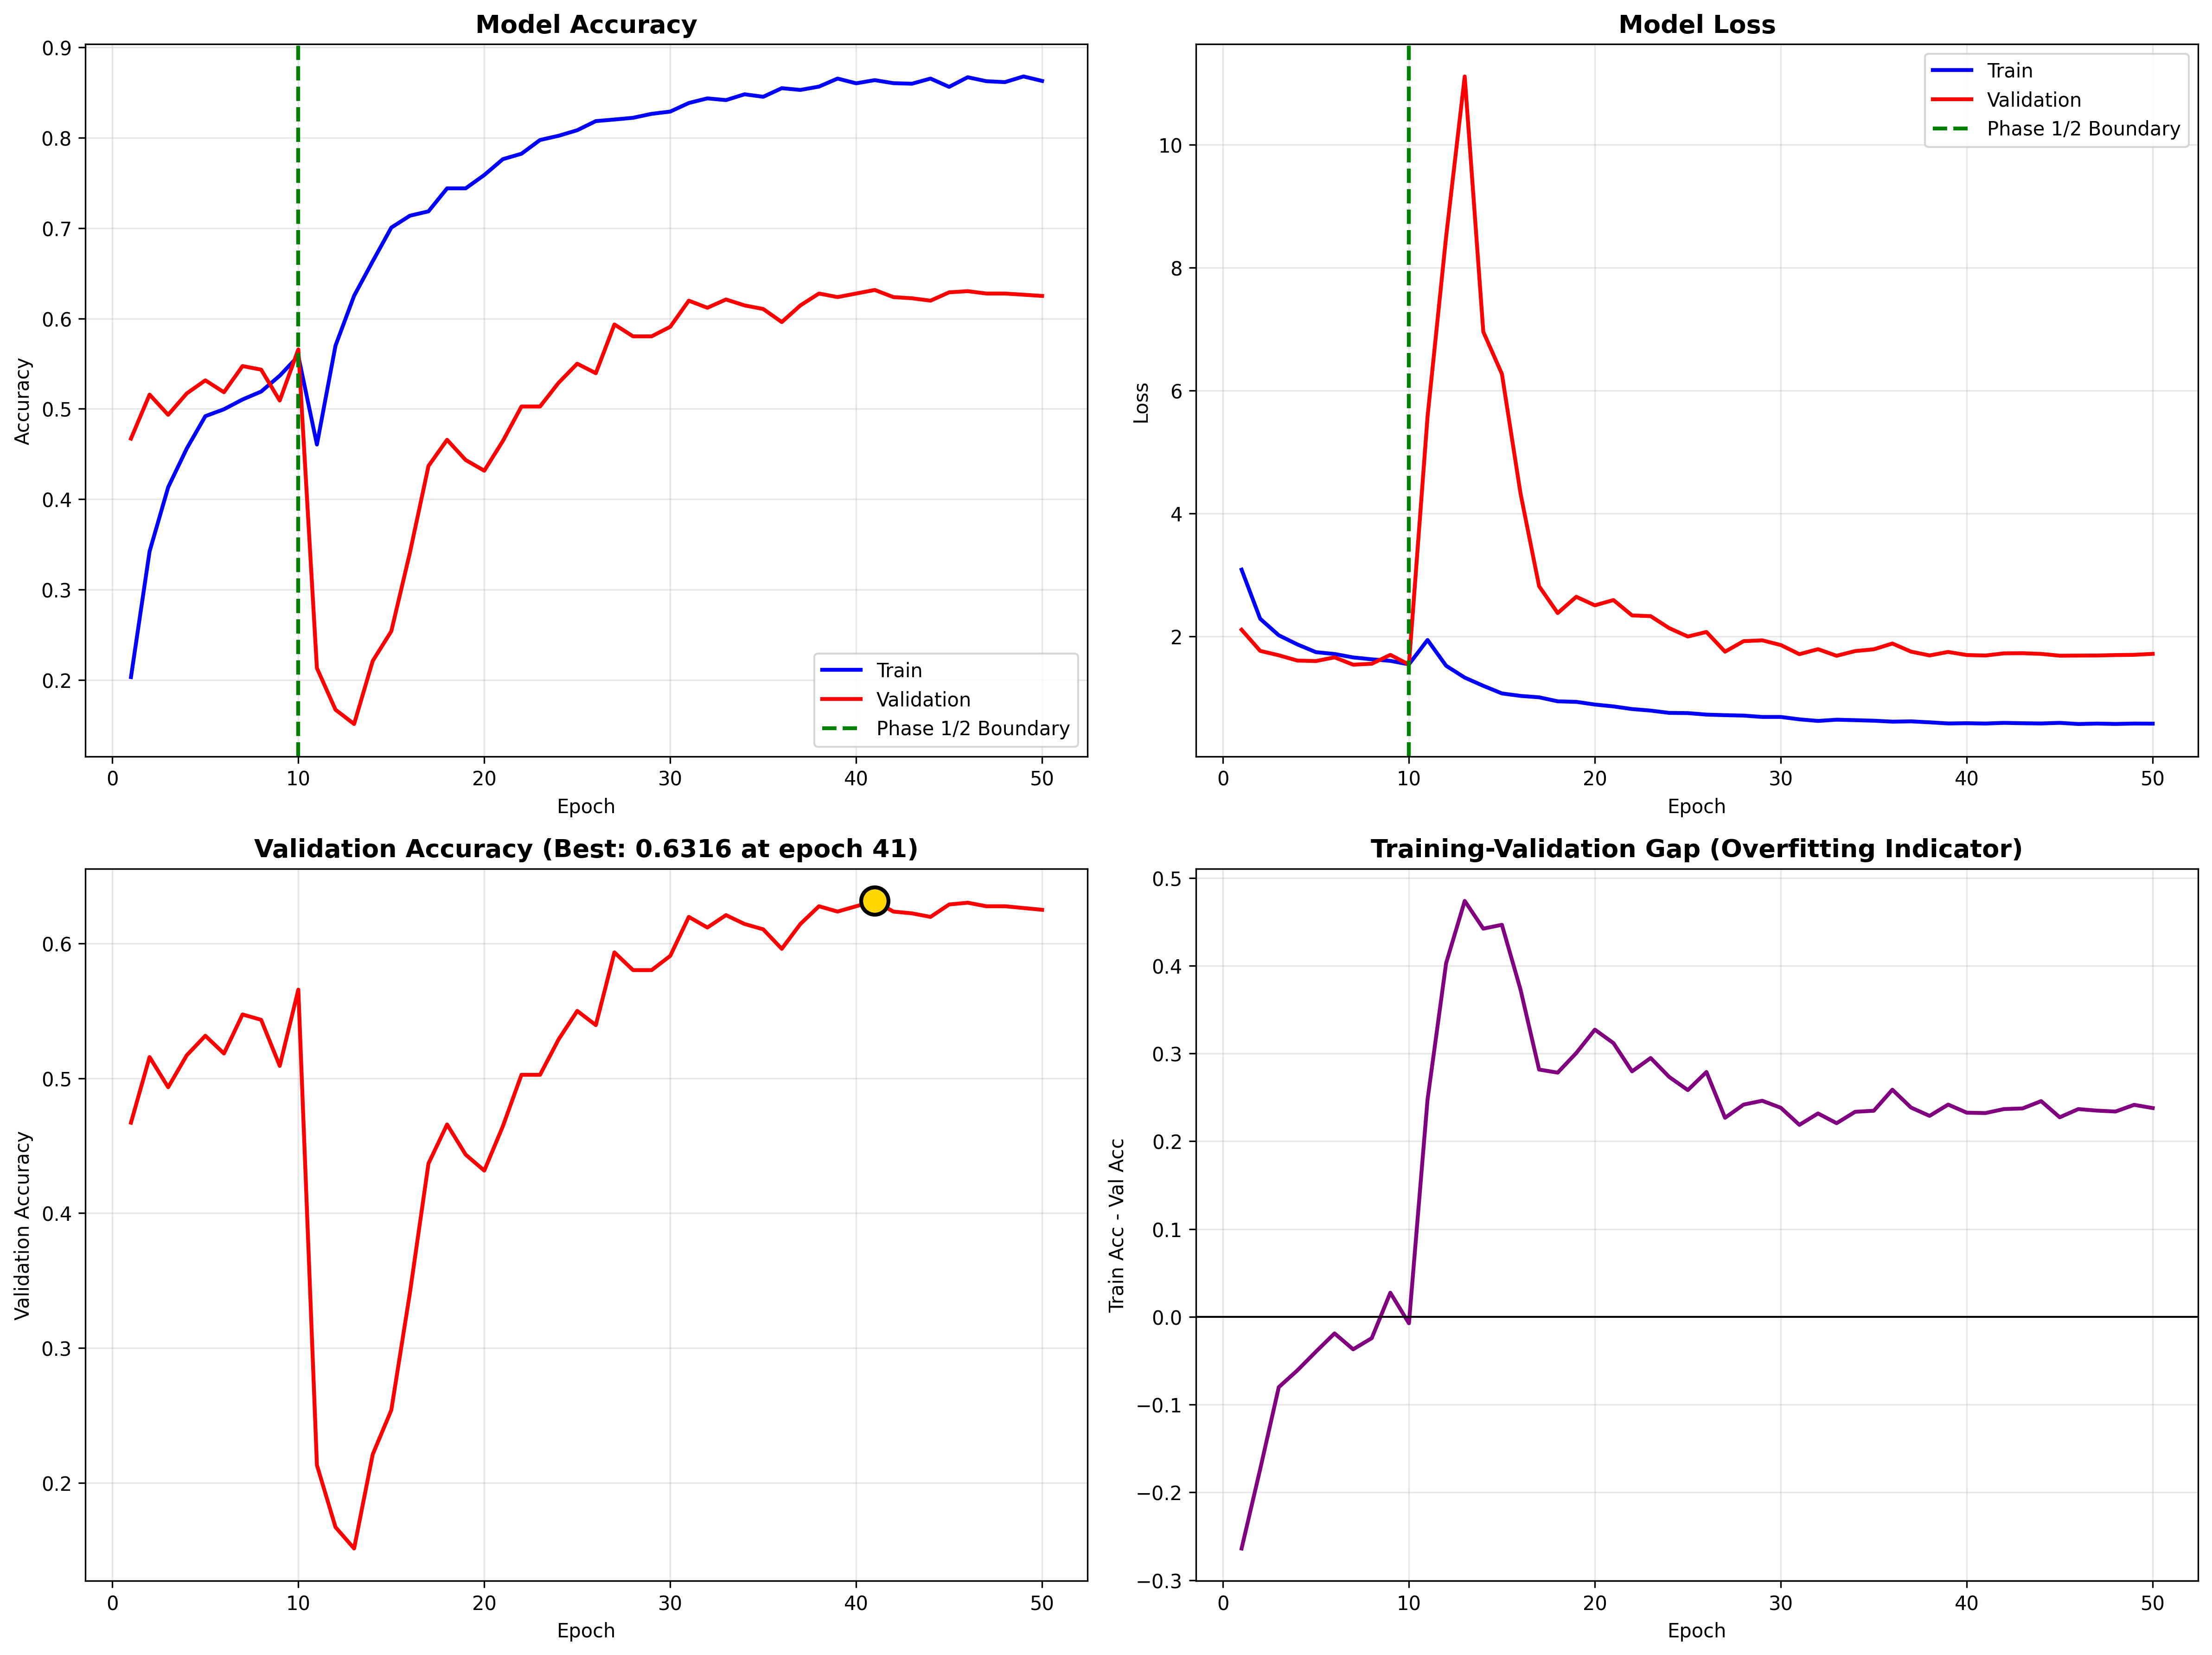 Model Accuracy
0.9
0.8
0.7
0.6
0.5
0.4
0.3
0.2
Accuracy
Train
Validation
Phase 1/2 Boundary
0 10 20 30 40 50
Epoch
Model Loss
10
8
6
4
2
Loss
Train
Validation
Phase 1/2 Boundary
0 10 20 30 40 50
Epoch
Validation Accuracy (Best: 0.6316 at epoch 41)
0.6
0.5
0.4
0.3
0.2
Validation Accuracy
0 10 20 30 40 50
Epoch
Training-Validation Gap (Overfitting Indicator)
0.5
0.4
0.3
0.2
0.1
0.0
−0.1
−0.2
−0.3
Train Acc - Val Acc
0 10 20 30 40 50
Epoch